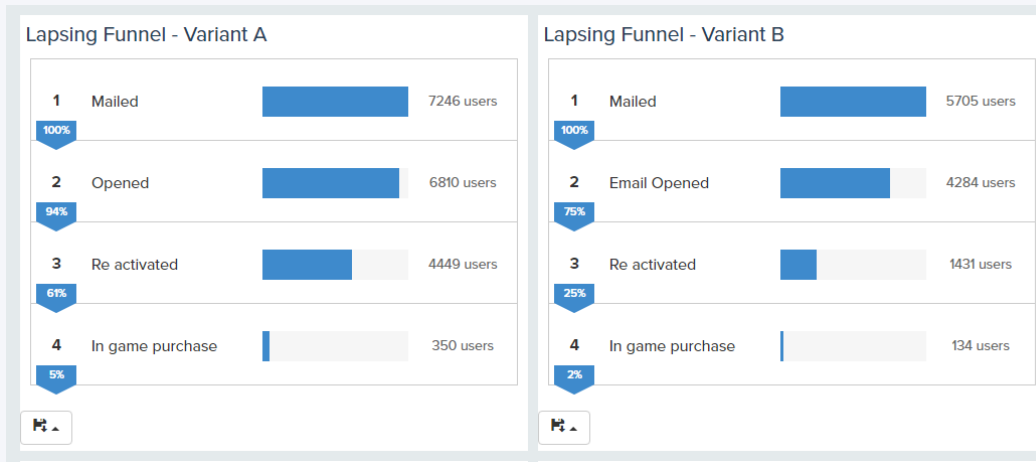 Lapsing Funnel - Variant A
1 Mailed 7246 users
100%
2 Opened 6810 users
94%
3 Re activated 4449 users
61%
4 In game purchase 350 users
5%
Lapsing Funnel - Variant B
1 Mailed 5705 users
100%
2 Email Opened 4284 users
75%
3 Re activated 1431 users
25%
4 In game purchase 134 users
2%